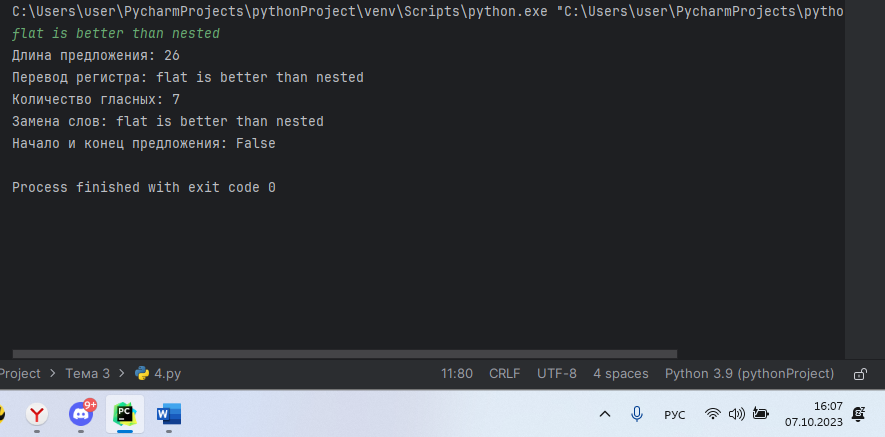 C:\Users\user\PycharmProjects\pythonProject\venv\Scripts\python.exe "C:\Users\user\PycharmProjects\pytho
flat is better than nested
Длина предложения: 26
Перевод регистра: flat is better than nested
Количество гласных: 7
Замена слов: flat is better than nested
Начало и конец предложения: False
Process finished with exit code 0
Project > Тема 3 > 4.py 11:80 CRLF UTF-8 4 spaces Python 3.9 (pythonProject)
Y 9+ PC W РУС 16:07
07.10.2023